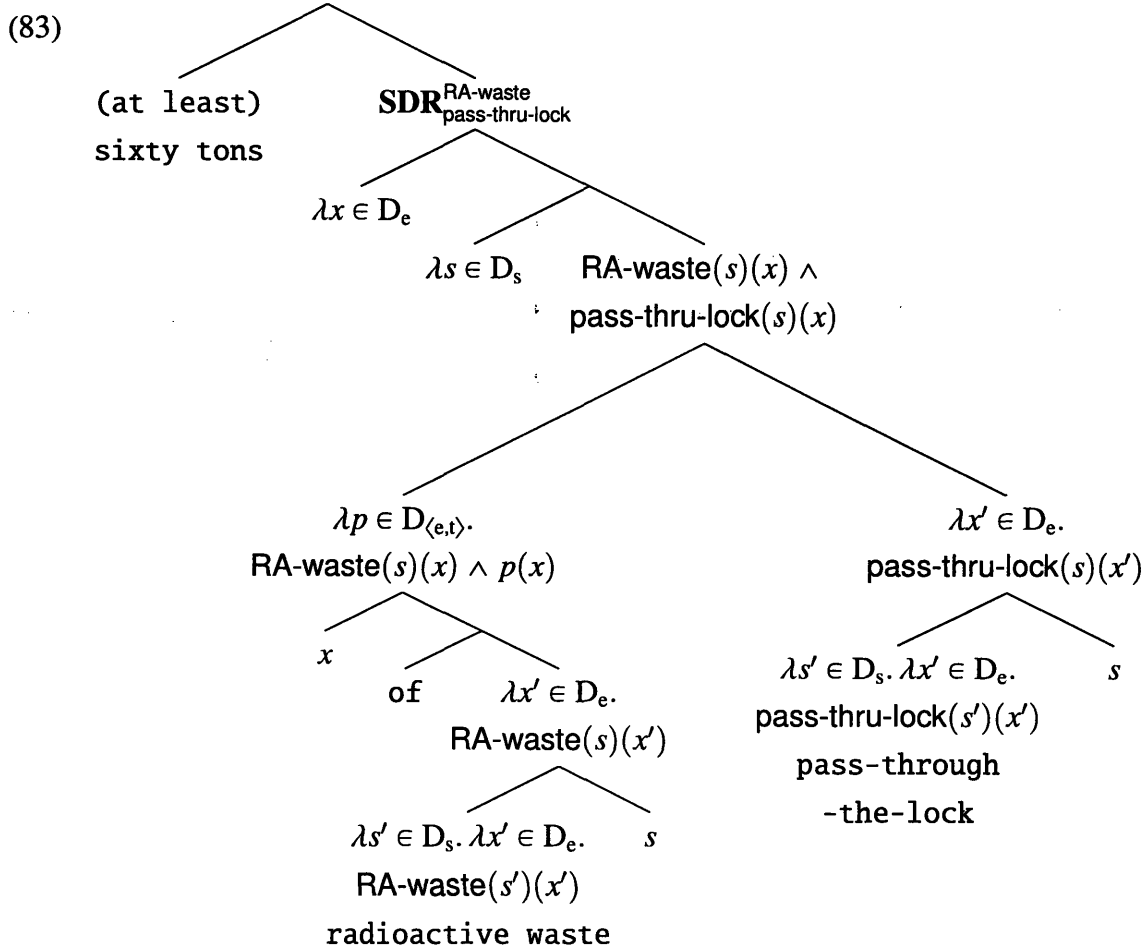 (83)
(at least)
sixty tons
SDR^RA-waste_pass-thru-lock
λx ∈ D_e
λs ∈ D_s
RA-waste(s)(x) ∧
pass-thru-lock(s)(x)
λp ∈ D_⟨e,t⟩.
RA-waste(s)(x) ∧ p(x)
λx′ ∈ D_e.
pass-thru-lock(s)(x′)
x
of
λx′ ∈ D_e.
RA-waste(s)(x′)
λs′ ∈ D_s. λx′ ∈ D_e.
pass-thru-lock(s′)(x′)
pass-through
-the-lock
s
λs′ ∈ D_s. λx′ ∈ D_e.
RA-waste(s′)(x′)
radioactive waste
s